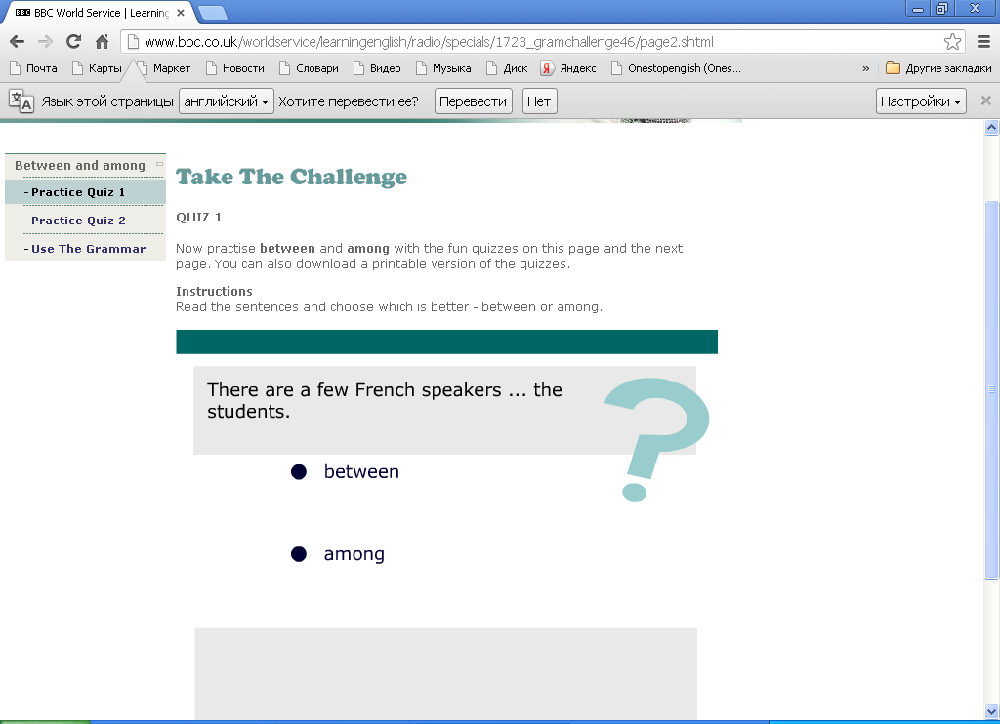 BBC BBC World Service | Learning
www.bbc.co.uk/worldservice/learningenglish/radio/specials/1723_gramchallenge46/page2.shtml
Почта Карты Маркет Новости Словари Видео Музыка Диск Я Яндекс Onestopenglish (Ones... » Другие закладки
Язык этой страницы английский Хотите перевести ее? Перевести Нет Настройки
Between and among
- Practice Quiz 1
- Practice Quiz 2
- Use The Grammar
Take The Challenge
QUIZ 1
Now practise between and among with the fun quizzes on this page and the next
page. You can also download a printable version of the quizzes.
Instructions
Read the sentences and choose which is better - between or among.
There are a few French speakers ... the
students.
?
between
among